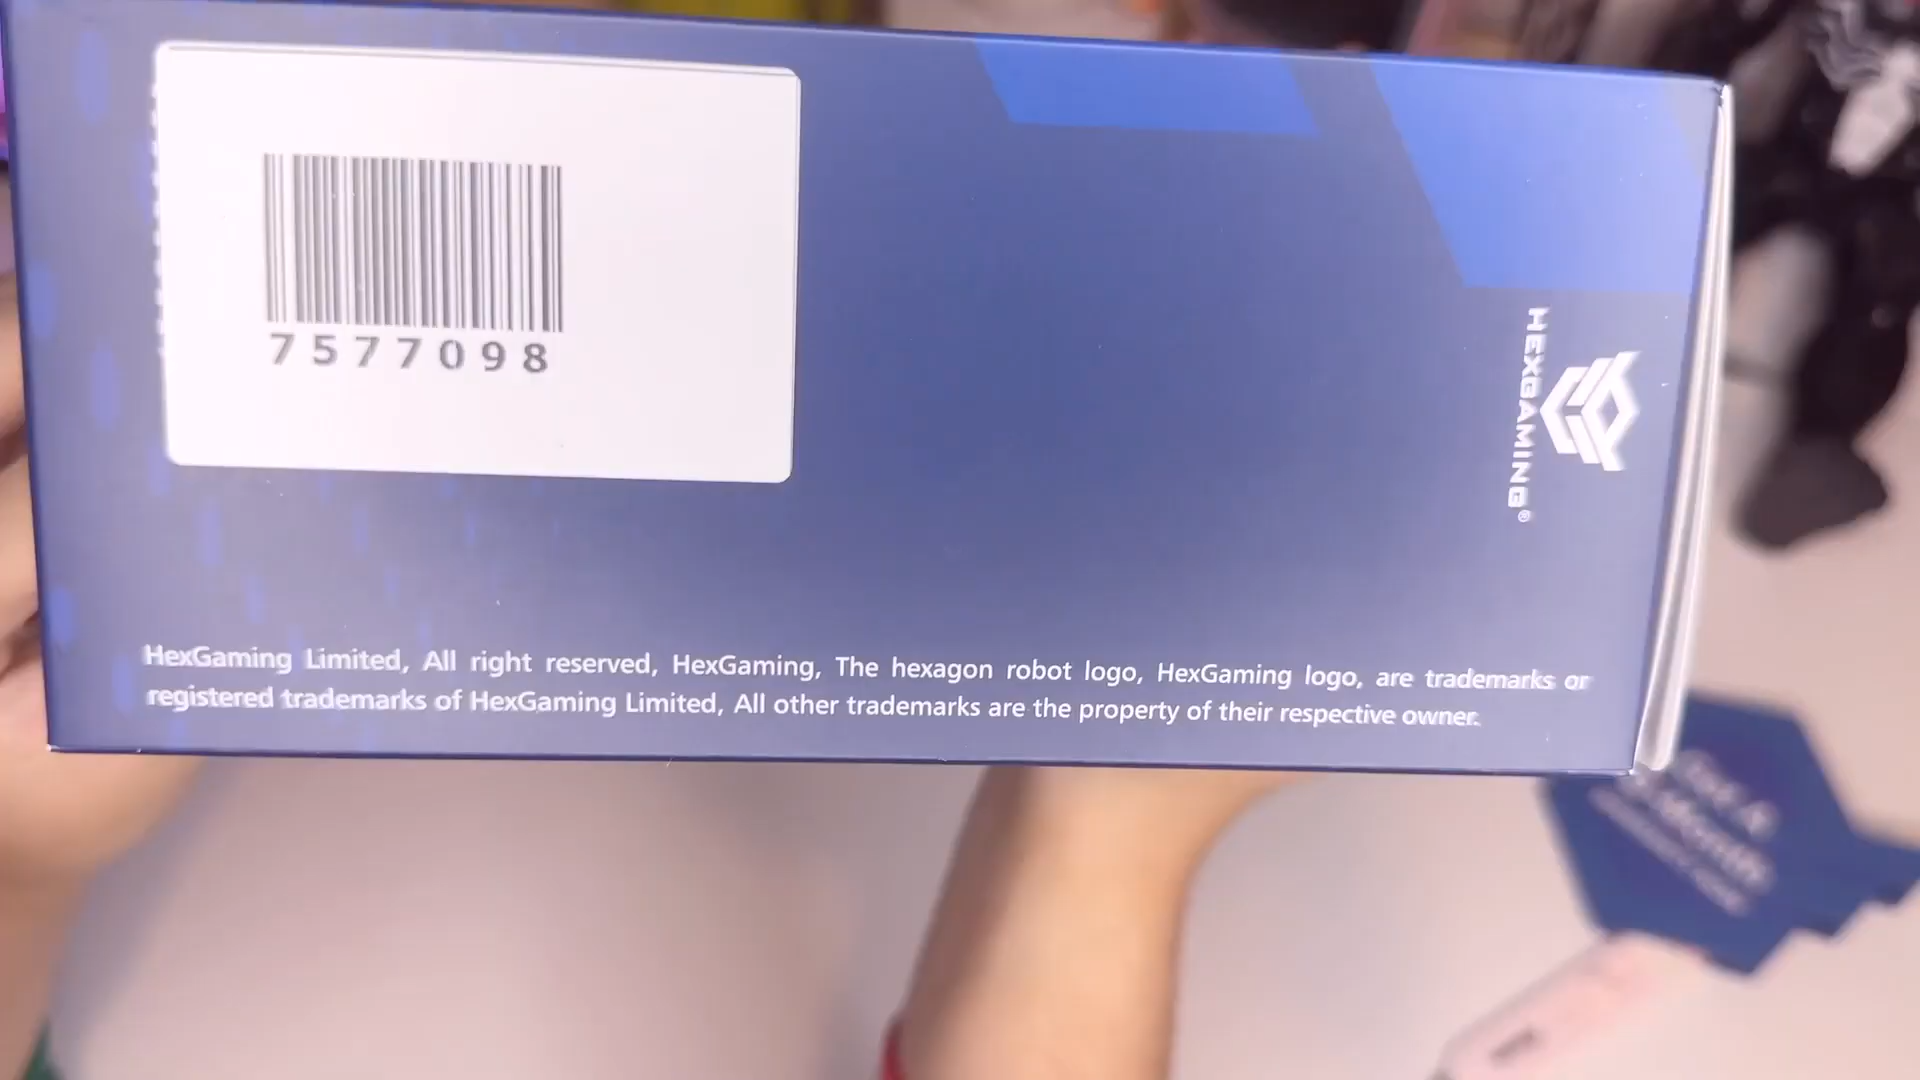 7577098
HEXGAMING®
HexGaming Limited, All right reserved, HexGaming, The hexagon robot logo, HexGaming logo, are trademarks or
registered trademarks of HexGaming Limited, All other trademarks are the property of their respective owner.